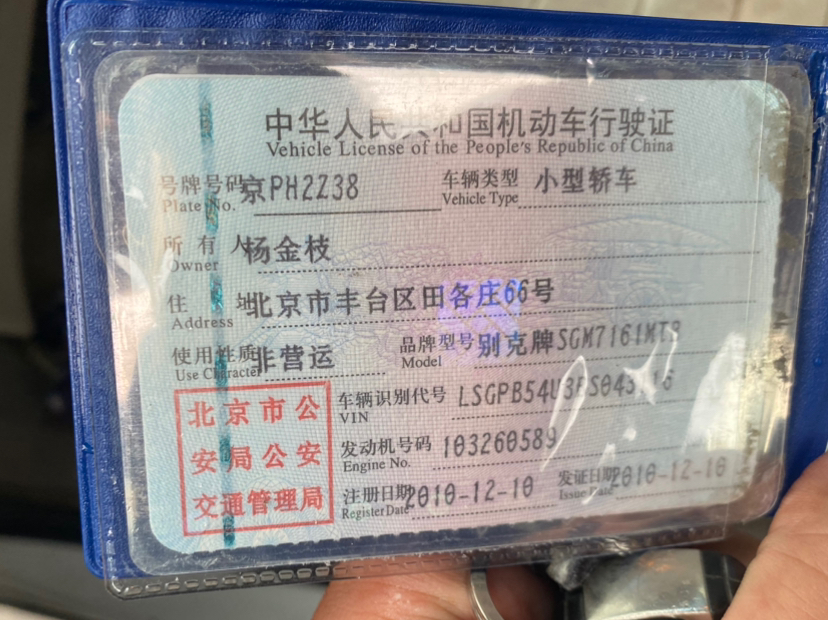 中华人民共和国机动车行驶证
Vehicle License of the People's Republic of China
号牌号码 京PH2Z38 车辆类型 小型轿车
Plate No. Vehicle Type
所有人 杨金枝
Owner
住址 北京市丰台区田各庄66号
Address
使用性质 非营运 品牌型号 别克牌SGM7161MTB
Use Character Model
北京市公 车辆识别代号
VIN
安局公安 发动机号码 103260589
Engine No.
交通管理局 注册日期 2010-12-10 发证日期 2010-12-10
Register Date Issue Date